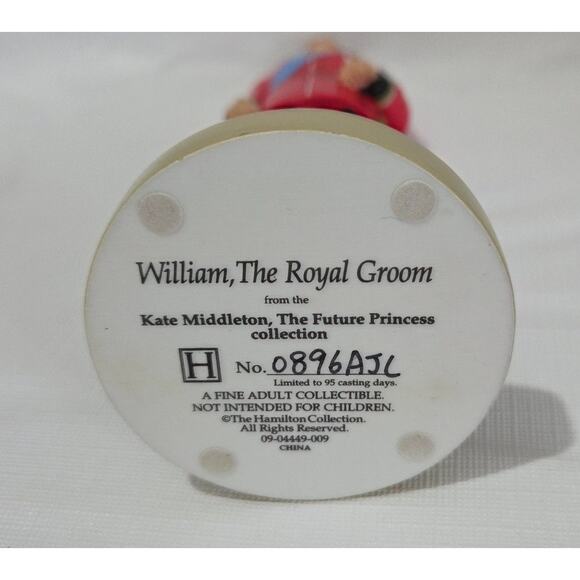 William, The Royal Groom
from the
Kate Middleton, The Future Princess
collection
H No. 0896AJL
Limited to 95 casting days.
A FINE ADULT COLLECTIBLE.
NOT INTENDED FOR CHILDREN.
©The Hamilton Collection.
All Rights Reserved.
09-04449-009
CHINA